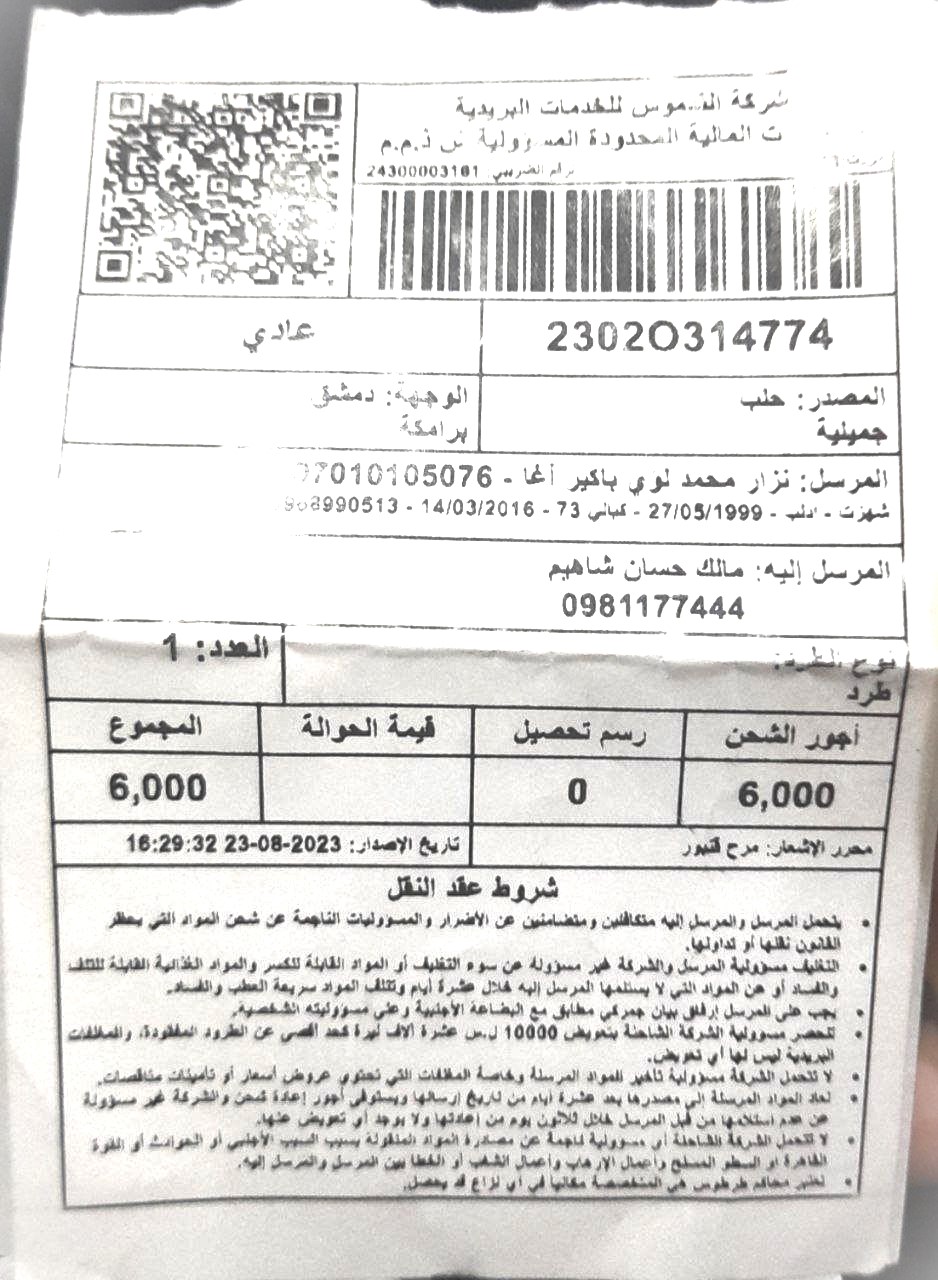 شركة القدموس للخدمات البريدية
ت المالية المحدودة المسؤولية س ذ.م.م
رقم الضريبي: 24300003161
عادي
2302O314774
المصدر: حلب
جميلية
الوجهة: دمشق
برامكة
المرسل: نزار محمد لؤي باكير أغا - 07010105076
شهرت - ادلب - 27/05/1999 - كباني 73 - 14/03/2016 - 968990513
المرسل إليه: مالك حسان شاهيم
0981177444
نوع الطرد:
طرد
العدد: 1
أجور الشحن رسم تحصيل قيمة الحوالة المجموع
6,000 0 6,000
محرر الإشعار: مرح قنبور
تاريخ الإصدار: 2023-08-23 16:29:32
شروط عقد النقل
• يتحمل المرسل والمرسل إليه متكافلين ومتضامنين عن الأضرار والمسؤوليات الناجمة عن شحن المواد التي يحظر
القانون نقلها أو تداولها.
• التغليف مسؤولية المرسل والشركة غير مسؤولة عن سوء التغليف أو المواد القابلة للكسر والمواد الغذائية القابلة للتلف
والفساد أو عن المواد التي لا يستلمها المرسل إليه خلال عشرة أيام وتتلف المواد سريعة العطب والفساد.
• يجب على المرسل إرفاق بيان جمركي مطابق مع البضاعة الأجنبية وعلى مسؤوليته الشخصية.
• تنحصر مسؤولية الشركة الشاحنة بتعويض 10000 ل.س عشرة آلاف ليرة كحد أقصى عن الطرود المفقودة، والمغلفات
البريدية ليس لها أي تعويض.
• لا تتحمل الشركة مسؤولية تأخير للمواد المرسلة وخاصة المغلفات التي تحتوي عروض أسعار أو تأمينات مناقصات.
• تعاد المواد المرسلة إلى مصدرها بعد عشرة أيام من تاريخ إرسالها ويستوفى أجور إعادة شحن والشركة غير مسؤولة
عن عدم استلامها من قبل المرسل خلال ثلاثون يوم من إعادتها ولا يوجد أو تعويض عنها.
• لا تتحمل الشركة الشاحنة أي مسؤولية ناجمة عن مصادرة المواد المنقولة بسبب السبب الأجنبي أو الحوادث أو القوة
القاهرة او السطو المسلح وأعمال الإرهاب وأعمال الشغب أو الخطأ بين المرسل والمرسل إليه.
• تعتبر محاكم طرطوس هي المختصصة مكانيا في أي نزاع قد يحصل.